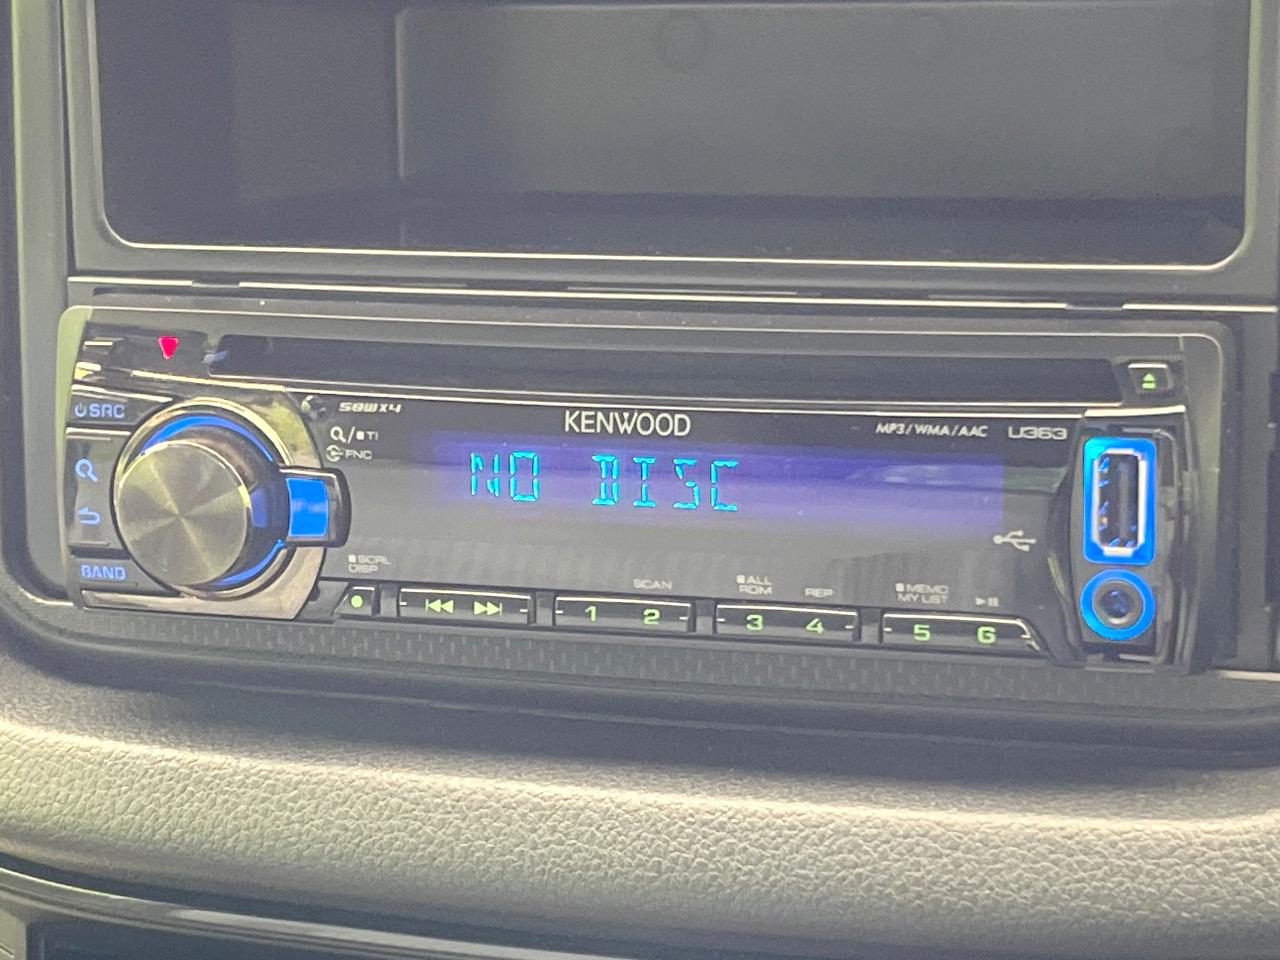 50W×4
KENWOOD
MP3/WMA/AAC U363
SRC
/■TI
FNC
NO DISC
BAND
■SCRL
DISP
SCAN
■ALL
RDM
REP
■MEMO
MY LIST
1 2 3 4 5 6